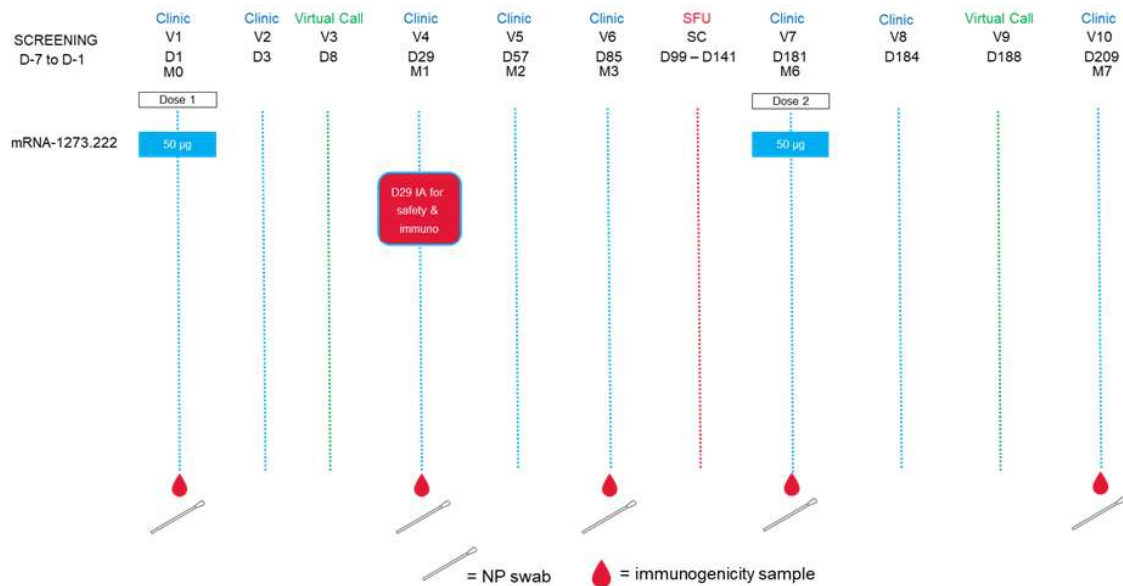 Clinic Clinic Virtual Call Clinic Clinic Clinic SFU Clinic Clinic Virtual Call Clinic
SCREENING V1 V2 V3 V4 V5 V6 SC V7 V8 V9 V10
D-7 to D-1 D1 D3 D8 D29 D57 D85 D99 – D141 D181 D184 D188 D209
M0 M1 M2 M3 M6 M7
Dose 1 Dose 2
mRNA-1273.222 50 µg 50 µg
D29 IA for
safety &
immuno
= NP swab = immunogenicity sample